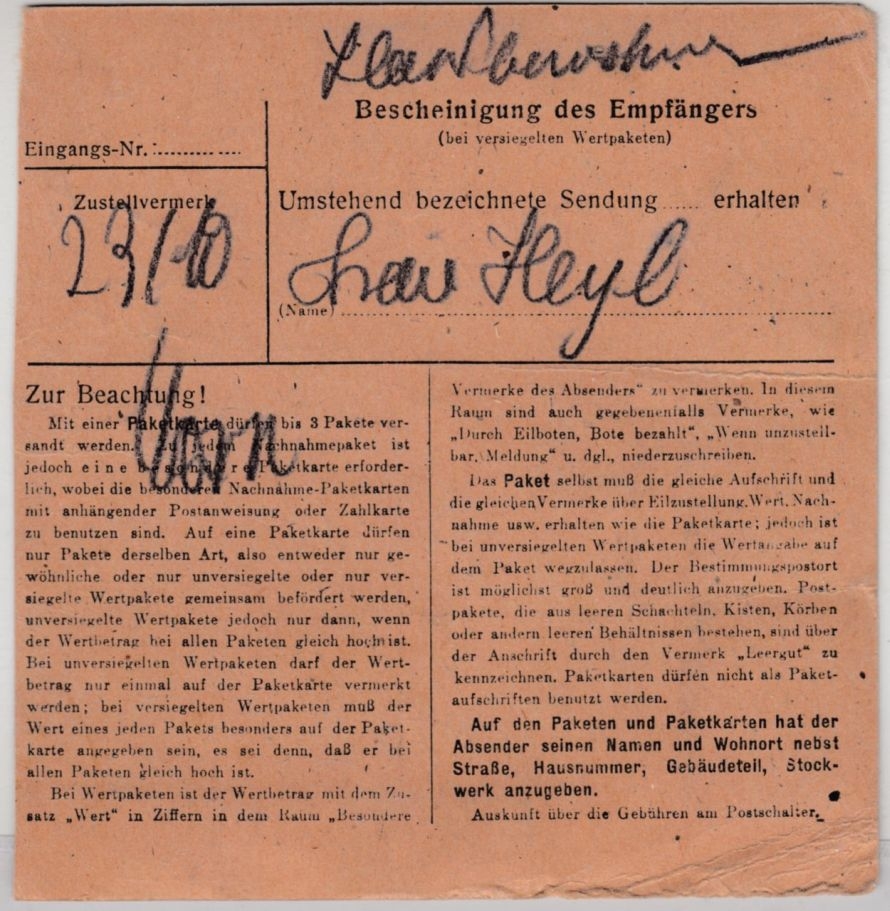 Bescheinigung des Empfängers
(bei versiegelten Wertpaketen)
Eingangs-Nr.
Zustellvermerk
Umstehend bezeichnete Sendung ..... erhalten
23/
Heyl
(Name)
Zur Beachtung!
Mit einer Paketkarte dürfen bis 3 Pakete ver-
sandt werden. Zu jedem Nachnahmepaket ist
jedoch eine besondere Paketkarte erforder-
lich, wobei die besonderen Nachnahme-Paketkarten
mit anhängender Postanweisung oder Zahlkarte
zu benutzen sind. Auf eine Paketkarte dürfen
nur Pakete derselben Art, also entweder nur ge-
wöhnliche oder nur unversiegelte oder nur ver-
siegelte Wertpakete gemeinsam befördert werden,
unversiegelte Wertpakete jedoch nur dann, wenn
der Wertbetrag bei allen Paketen gleich hoch ist.
Bei unversiegelten Wertpaketen darf der Wert-
betrag nur einmal auf der Paketkarte vermerkt
werden; bei versiegelten Wertpaketen muß der
Wert eines jeden Pakets besonders auf der Paket-
karte angegeben sein, es sei denn, daß er bei
allen Paketen gleich hoch ist.
Bei Wertpaketen ist der Wertbetrag mit dem Zu-
satz „Wert" in Ziffern in dem Raum „Besondere
Vermerke des Absenders" zu vermerken. In diesem
Raum sind auch gegebenenfalls Vermerke, wie
„Durch Eilboten, Bote bezahlt", „Wenn unzustell-
bar, Meldung" u. dgl., niederzuschreiben.
Das Paket selbst muß die gleiche Aufschrift und
die gleichen Vermerke über Eilzustellung, Wert, Nach-
nahme usw. erhalten wie die Paketkarte; jedoch ist
bei unversiegelten Wertpaketen die Wertangabe auf
dem Paket wegzulassen. Der Bestimmungspostort
ist möglichst groß und deutlich anzugeben. Post-
pakete, die aus leeren Schachteln, Kisten, Körben
oder andern leeren Behältnissen bestehen, sind über
der Anschrift durch den Vermerk „Leergut" zu
kennzeichnen. Paketkarten dürfen nicht als Paket-
aufschriften benutzt werden.
Auf den Paketen und Paketkarten hat der
Absender seinen Namen und Wohnort nebst
Straße, Hausnummer, Gebäudeteil, Stock-
werk anzugeben.
Auskunft über die Gebühren am Postschalter.